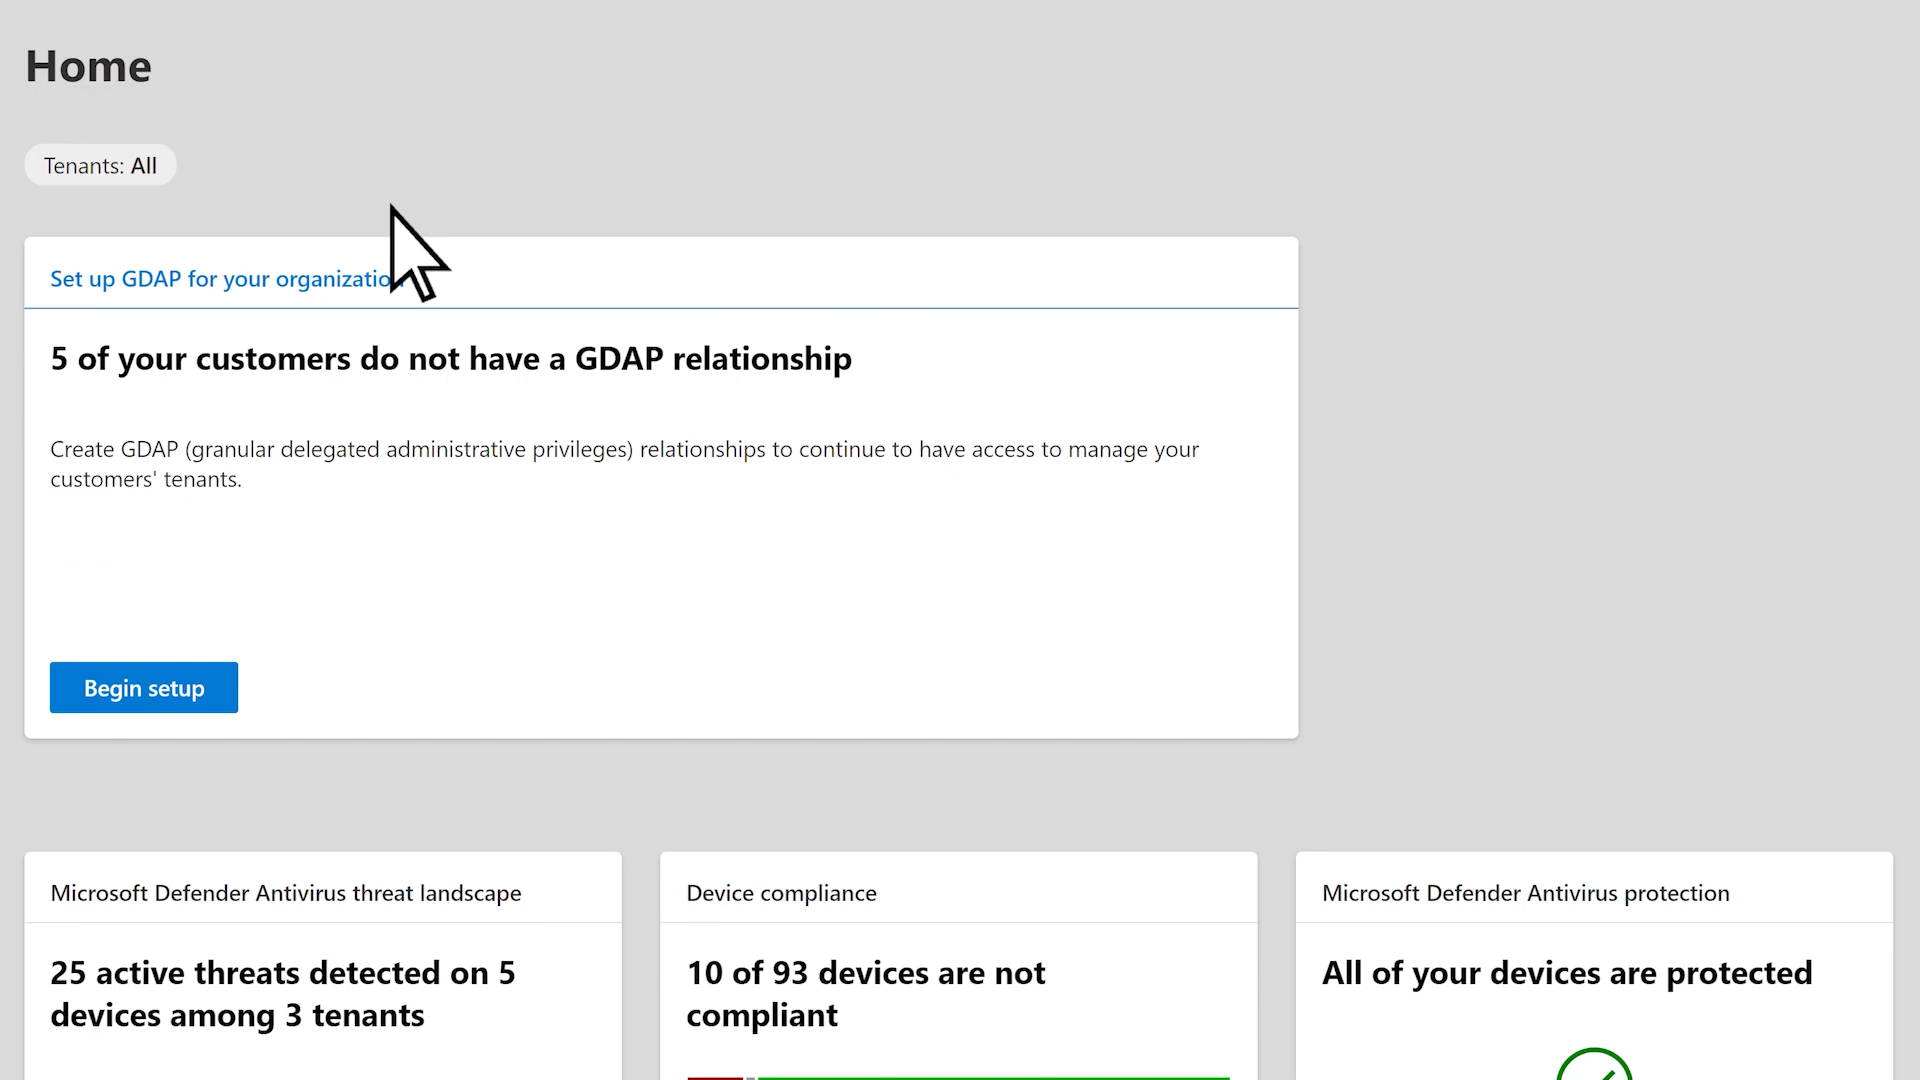 Home
Tenants: All
Set up GDAP for your organization
5 of your customers do not have a GDAP relationship
Create GDAP (granular delegated administrative privileges) relationships to continue to have access to manage your
customers' tenants.
Begin setup
Microsoft Defender Antivirus threat landscape
25 active threats detected on 5
devices among 3 tenants
Device compliance
10 of 93 devices are not
compliant
Microsoft Defender Antivirus protection
All of your devices are protected